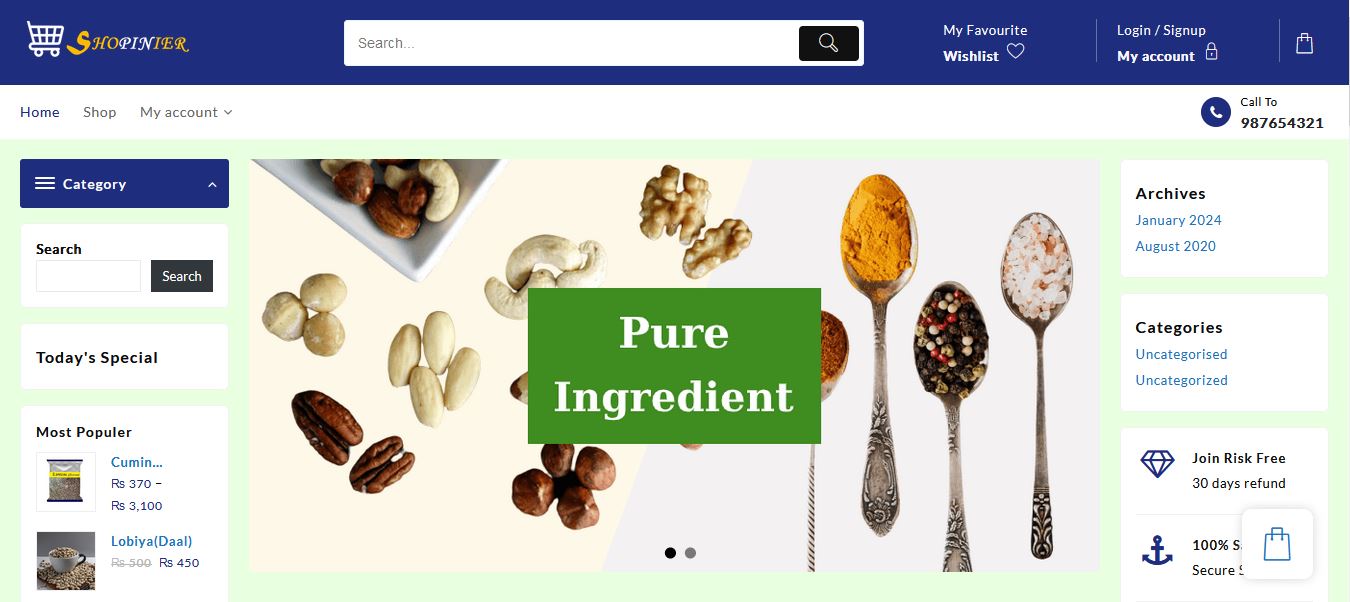 SHOPINIER
Search...
My Favourite
Wishlist
Login / Signup
My account
Home
Shop
My account
Call To
987654321
Category
Search
Search
Today's Special
Most Populer
Cumin...
₨ 370 –
₨ 3,100
Lobiya(Daal)
₨ 500 ₨ 450
Pure
Ingredient
Archives
January 2024
August 2020
Categories
Uncategorised
Uncategorized
Join Risk Free
30 days refund
100% S
Secure S